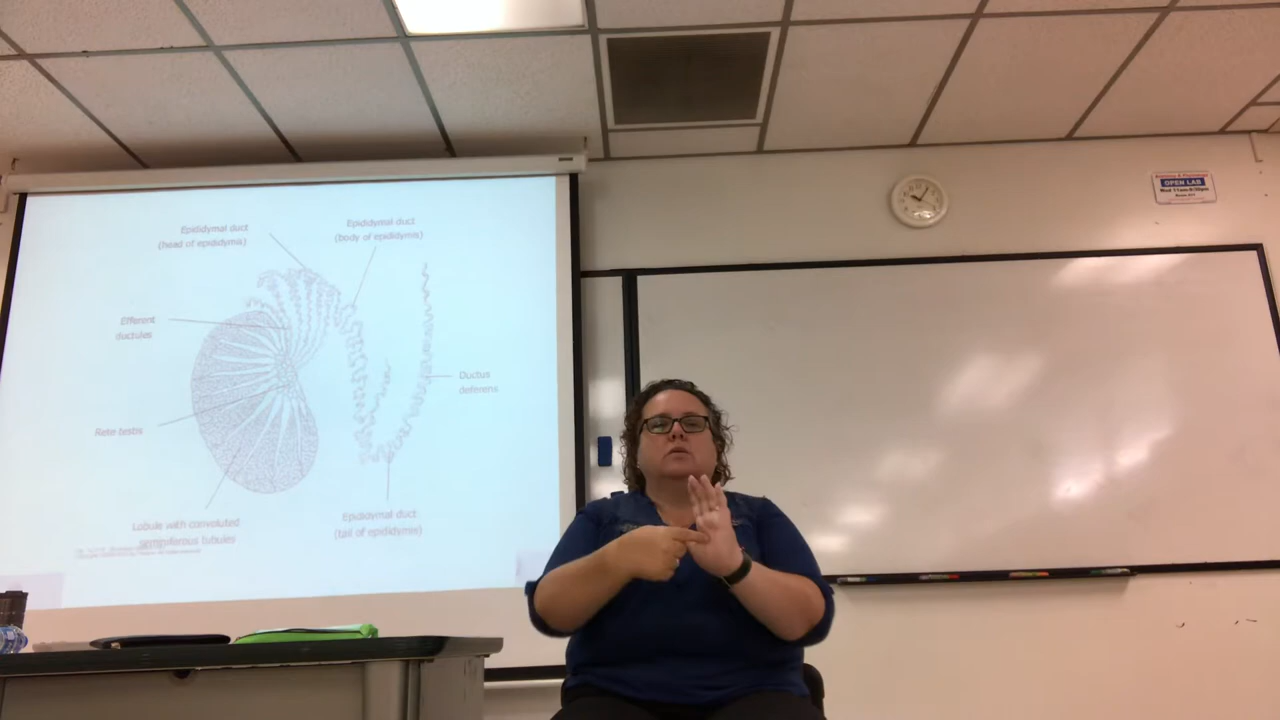 Epididymal duct
(head of epididymis)
Epididymal duct
(body of epididymis)
Efferent
ductules
Ductus
deferens
Rete testis
Lobule with convoluted
seminiferous tubules
Epididymal duct
(tail of epididymis)
OPEN LAB